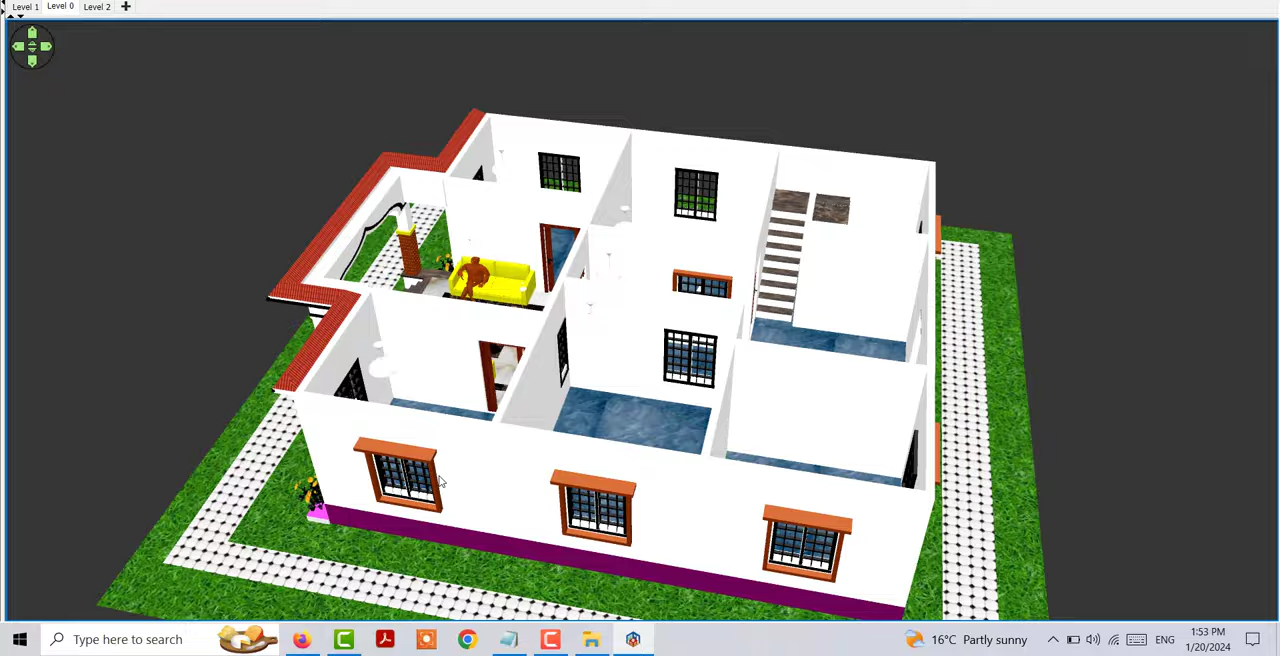 Level 1 Level 0 Level 2
Type here to search
16°C Partly sunny
ENG
1:53 PM
1/20/2024